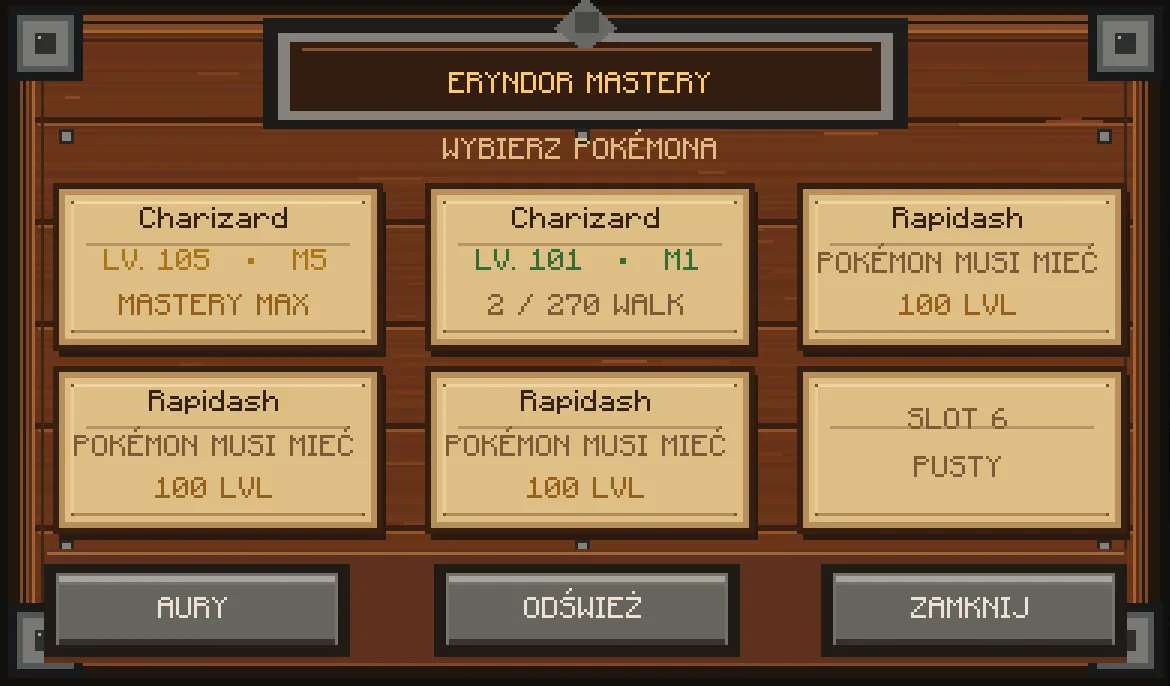 ERYNDOR MASTERY
WYBIERZ POKÉMONA
Charizard
LV. 105 • M5
MASTERY MAX
Charizard
LV. 101 • M1
2 / 270 WALK
Rapidash
POKÉMON MUSI MIEĆ
100 LVL
Rapidash
POKÉMON MUSI MIEĆ
100 LVL
Rapidash
POKÉMON MUSI MIEĆ
100 LVL
SLOT 6
PUSTY
AURY
ODŚWIEŻ
ZAMKNIJ